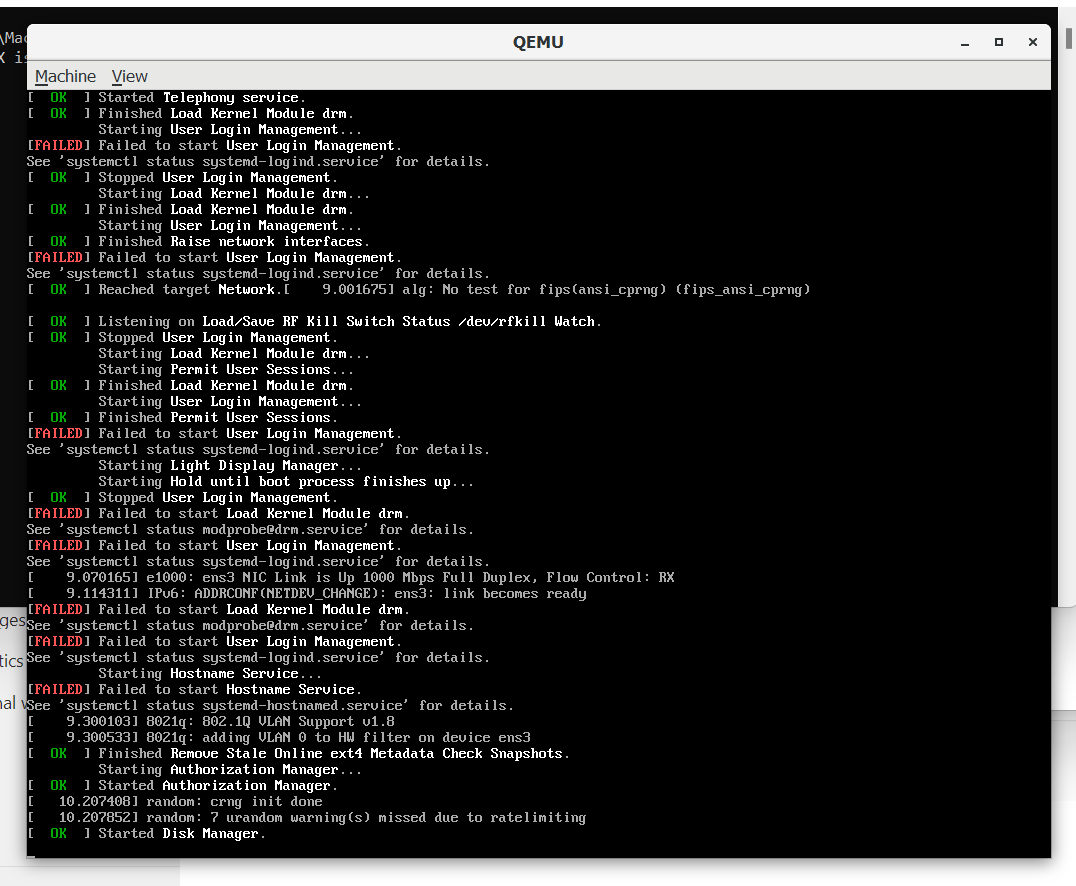 \Mac
X is
QEMU
Machine View
[ OK ] Started Telephony service.
[ OK ] Finished Load Kernel Module drm.
Starting User Login Management...
[FAILED] Failed to start User Login Management.
See 'systemctl status systemd-logind.service' for details.
[ OK ] Stopped User Login Management.
Starting Load Kernel Module drm...
[ OK ] Finished Load Kernel Module drm.
Starting User Login Management...
[ OK ] Finished Raise network interfaces.
[FAILED] Failed to start User Login Management.
See 'systemctl status systemd-logind.service' for details.
[ OK ] Reached target Network.[ 9.001675] alg: No test for fips(ansi_cprng) (fips_ansi_cprng)
[ OK ] Listening on Load/Save RF Kill Switch Status /dev/rfkill Watch.
[ OK ] Stopped User Login Management.
Starting Load Kernel Module drm...
Starting Permit User Sessions...
[ OK ] Finished Load Kernel Module drm.
Starting User Login Management...
[ OK ] Finished Permit User Sessions.
[FAILED] Failed to start User Login Management.
See 'systemctl status systemd-logind.service' for details.
Starting Light Display Manager...
Starting Hold until boot process finishes up...
[ OK ] Stopped User Login Management.
[FAILED] Failed to start Load Kernel Module drm.
See 'systemctl status modprobe@drm.service' for details.
[FAILED] Failed to start User Login Management.
See 'systemctl status systemd-logind.service' for details.
[ 9.070165] e1000: ens3 NIC Link is Up 1000 Mbps Full Duplex, Flow Control: RX
[ 9.114311] IPv6: ADDRCONF(NETDEV_CHANGE): ens3: link becomes ready
[FAILED] Failed to start Load Kernel Module drm.
ges
See 'systemctl status modprobe@drm.service' for details.
[FAILED] Failed to start User Login Management.
tics
See 'systemctl status systemd-logind.service' for details.
Starting Hostname Service...
[FAILED] Failed to start Hostname Service.
nal w
See 'systemctl status systemd-hostnamed.service' for details.
[ 9.300103] 8021q: 802.1Q VLAN Support v1.8
[ 9.300533] 8021q: adding VLAN 0 to HW filter on device ens3
[ OK ] Finished Remove Stale Online ext4 Metadata Check Snapshots.
Starting Authorization Manager...
[ OK ] Started Authorization Manager.
[ 10.207408] random: crng init done
[ 10.207852] random: 7 urandom warning(s) missed due to ratelimiting
[ OK ] Started Disk Manager.